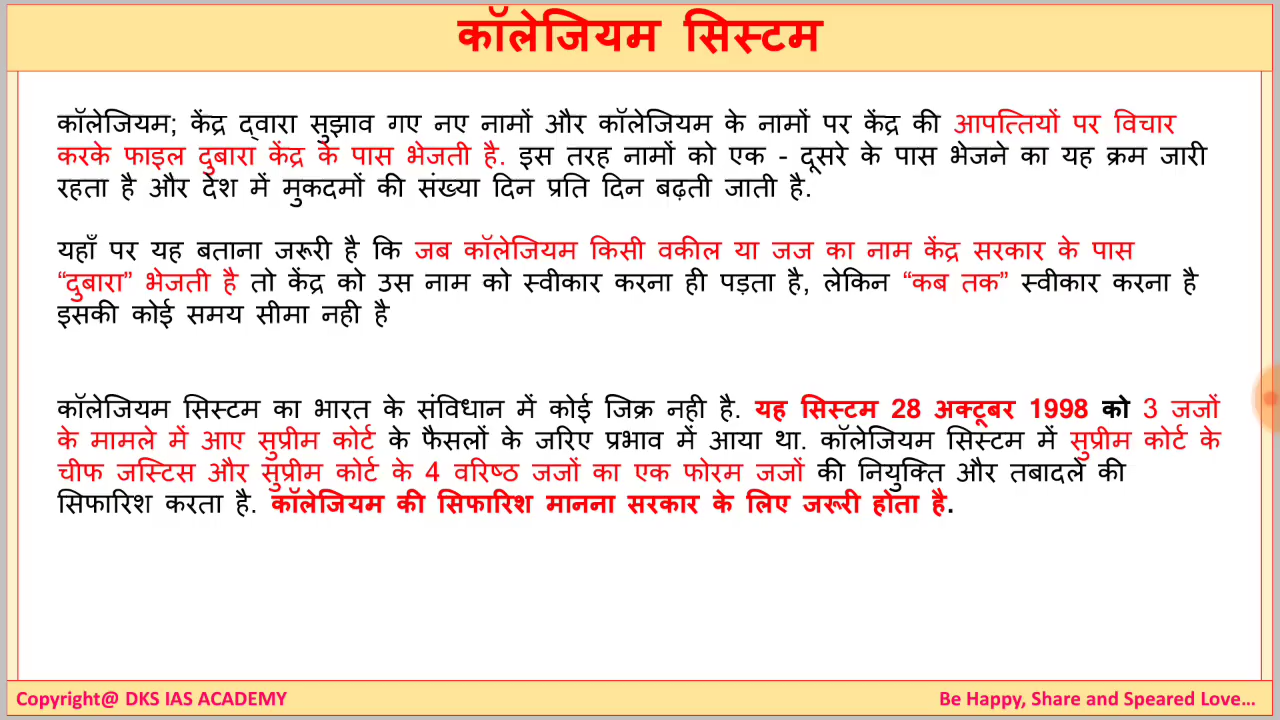 कॉलेजियम सिस्टम
कॉलेजियम; केंद्र द्वारा सुझाव गए नए नामों और कॉलेजियम के नामों पर केंद्र की आपत्तियों पर विचार
करके फाइल दुबारा केंद्र के पास भेजती है. इस तरह नामों को एक - दूसरे के पास भेजने का यह क्रम जारी
रहता है और देश में मुकदमों की संख्या दिन प्रति दिन बढ़ती जाती है.
यहाँ पर यह बताना जरूरी है कि जब कॉलेजियम किसी वकील या जज का नाम केंद्र सरकार के पास
“दुबारा” भेजती है तो केंद्र को उस नाम को स्वीकार करना ही पड़ता है, लेकिन “कब तक” स्वीकार करना है
इसकी कोई समय सीमा नही है
कॉलेजियम सिस्टम का भारत के संविधान में कोई जिक्र नही है. यह सिस्टम 28 अक्टूबर 1998 को 3 जजों
के मामले में आए सुप्रीम कोर्ट के फैसलों के जरिए प्रभाव में आया था. कॉलेजियम सिस्टम में सुप्रीम कोर्ट के
चीफ जस्टिस और सुप्रीम कोर्ट के 4 वरिष्ठ जजों का एक फोरम जजों की नियुक्ति और तबादले की
सिफारिश करता है. कॉलेजियम की सिफारिश मानना सरकार के लिए जरूरी होता है.
Copyright@ DKS IAS ACADEMY
Be Happy, Share and Speared Love...